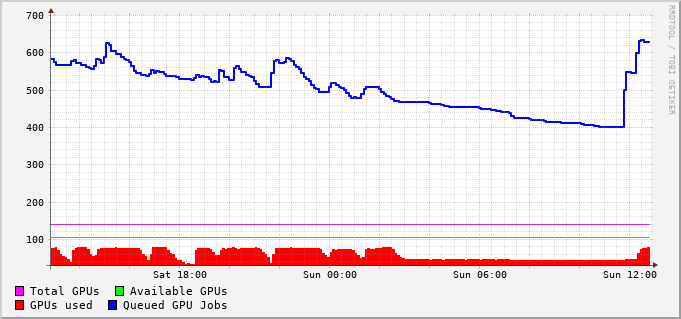 700
600
500
400
300
200
100
Sat 18:00 Sun 00:00 Sun 06:00 Sun 12:00
Total GPUs Available GPUs
GPUs used Queued GPU Jobs
RRDTOOL / TOBI OETIKER